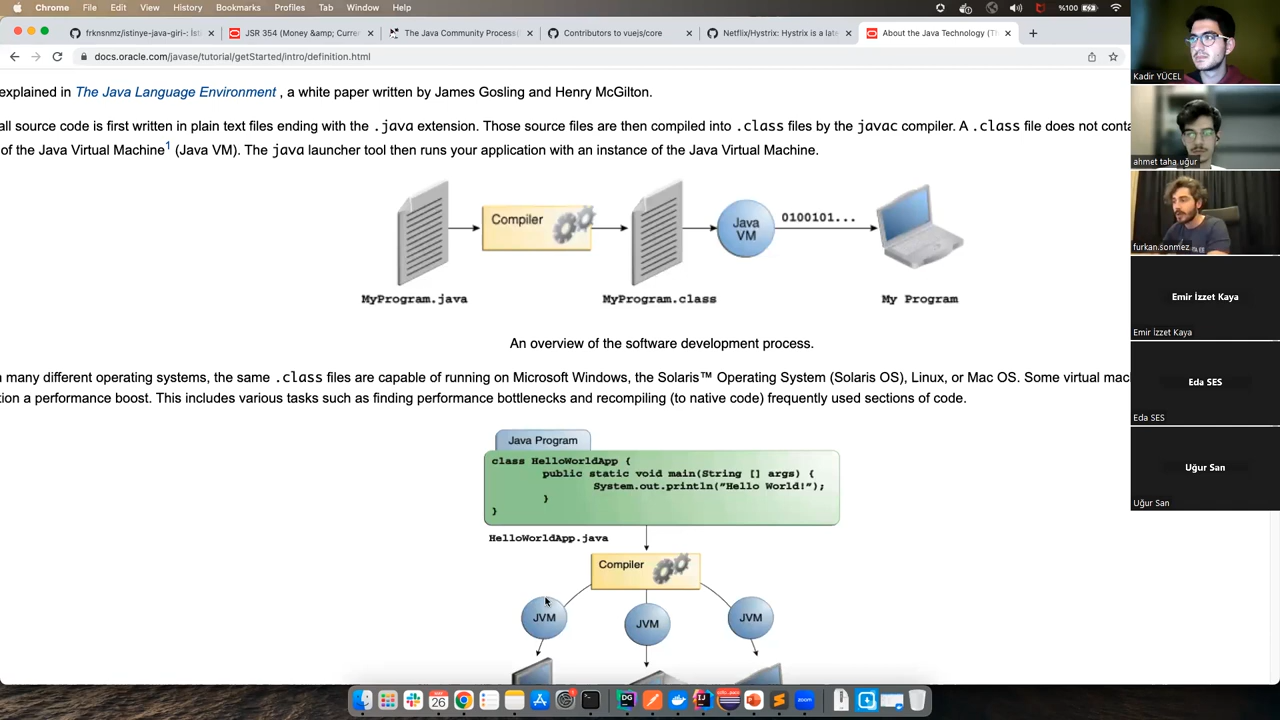 Chrome File Edit View History Bookmarks Profiles Tab Window Help
%100
frknsnmz/istinye-java-giri-: İst
JSR 354 (Money &amp; Curre
The Java Community Process(
Contributors to vuejs/core
Netflix/Hystrix: Hystrix is a late
About the Java Technology (Th
docs.oracle.com/javase/tutorial/getStarted/intro/definition.html
explained in The Java Language Environment , a white paper written by James Gosling and Henry McGilton.
all source code is first written in plain text files ending with the .java extension. Those source files are then compiled into .class files by the javac compiler. A .class file does not conta
of the Java Virtual Machine1 (Java VM). The java launcher tool then runs your application with an instance of the Java Virtual Machine.
Compiler
Java
VM
0100101...
MyProgram.java
MyProgram.class
My Program
An overview of the software development process.
many different operating systems, the same .class files are capable of running on Microsoft Windows, the Solaris™ Operating System (Solaris OS), Linux, or Mac OS. Some virtual mac
tion a performance boost. This includes various tasks such as finding performance bottlenecks and recompiling (to native code) frequently used sections of code.
Java Program
class HelloWorldApp {
public static void main(String [] args) {
System.out.println("Hello World!");
}
}
HelloWorldApp.java
Compiler
JVM
JVM
JVM
Kadir YÜCEL
ahmet taha uğur
furkan.sonmez
Emir İzzet Kaya
Emir İzzet Kaya
Eda SES
Eda SES
Uğur San
Uğur San
26
DG
zoom